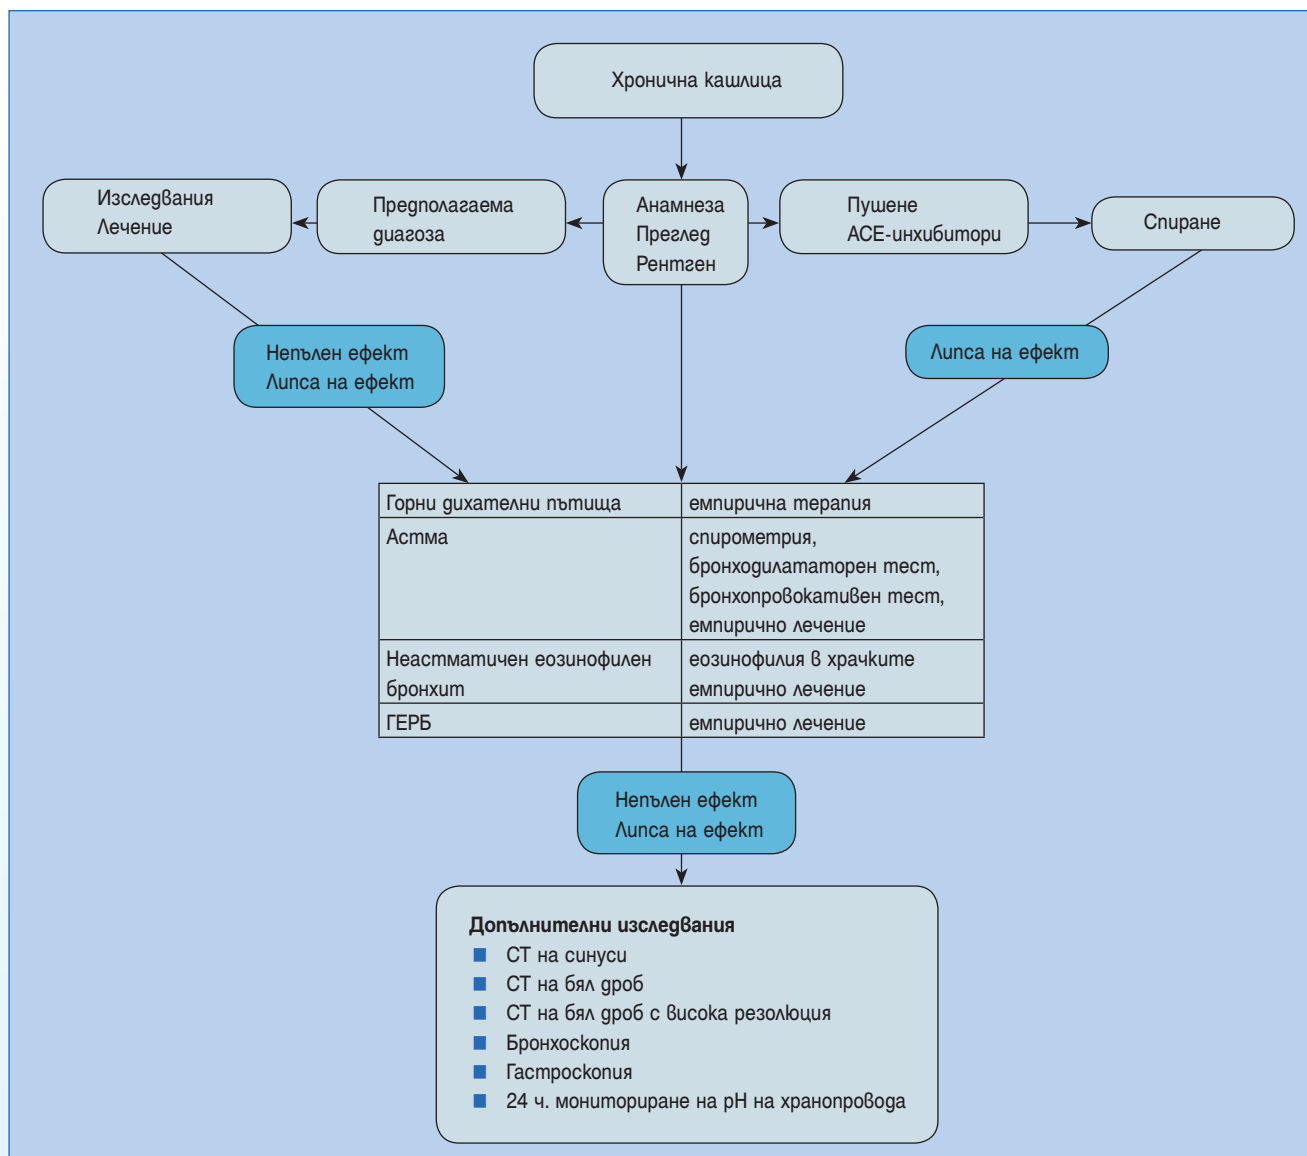 Хронична кашлица
Изследвания
Лечение
Предполагаема
диагоза
Анамнеза
Преглед
Рентген
Пушене
АСЕ-инхибитори
Спиране
Непълен ефект
Липса на ефект
Липса на ефект
Горни дихателни пътища
емпирична терапия
Астма
спирометрия,
бронходилататорен тест,
бронхопровокативен тест,
емпирично лечение
Неастматичен еозинофилен
бронхит
еозинофилия в храчките
емпирично лечение
ГЕРБ
емпирично лечение
Непълен ефект
Липса на ефект
Допълнителни изследвания
СТ на синуси
СТ на бял дроб
СТ на бял дроб с висока резолюция
Бронхоскопия
Гастроскопия
24 ч. мониториране на pH на хранопровода